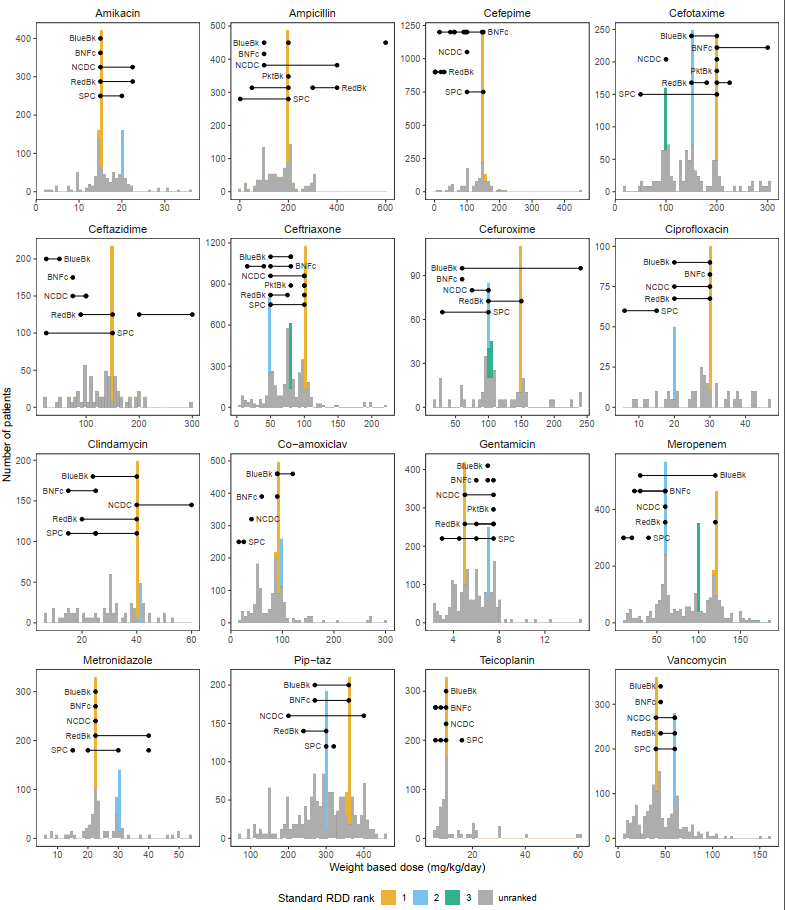 Amikacin
Ampicillin
Cefepime
Cefotaxime
400
300
200
100
0
0
10
20
30
BlueBk
BNFc
NCDC
RedBk
SPC
500
400
300
200
100
0
0
200
400
600
BlueBk
BNFc
NCDC
PktBk
RedBk
SPC
1250
1000
750
500
250
0
0
100
200
300
400
BNFc
NCDC
RedBk
SPC
250
200
150
100
50
0
0
100
200
300
BlueBk
BNFc
NCDC
PktBk
RedBk
SPC
Ceftazidime
Ceftriaxone
Cefuroxime
Ciprofloxacin
200
150
100
50
0
100
200
300
BlueBk
BNFc
NCDC
RedBk
SPC
1200
900
600
300
0
0
50
100
150
200
BlueBk
BNFc
NCDC
PktBk
RedBk
SPC
90
60
30
0
50
100
150
200
250
BlueBk
BNFc
NCDC
RedBk
SPC
100
75
50
25
0
10
20
30
40
BlueBk
BNFc
NCDC
RedBk
SPC
Number of patients
Clindamycin
Co−amoxiclav
Gentamicin
Meropenem
200
150
100
50
0
20
40
60
BlueBk
BNFc
NCDC
RedBk
SPC
500
400
300
200
100
0
0
100
200
300
BlueBk
BNFc
NCDC
SPC
400
300
200
100
0
4
8
12
BlueBk
BNFc
NCDC
PktBk
RedBk
SPC
400
200
0
50
100
150
BlueBk
BNFc
NCDC
RedBk
SPC
Metronidazole
Pip−taz
Teicoplanin
Vancomycin
300
200
100
0
10
20
30
40
50
BlueBk
BNFc
NCDC
RedBk
SPC
200
150
100
50
0
100
200
300
400
BlueBk
BNFc
NCDC
RedBk
SPC
300
200
100
0
20
40
60
BlueBk
BNFc
NCDC
SPC
300
200
100
0
0
50
100
150
BlueBk
BNFc
NCDC
RedBk
SPC
Weight based dose (mg/kg/day)
Standard RDD rank 1 2 3 unranked